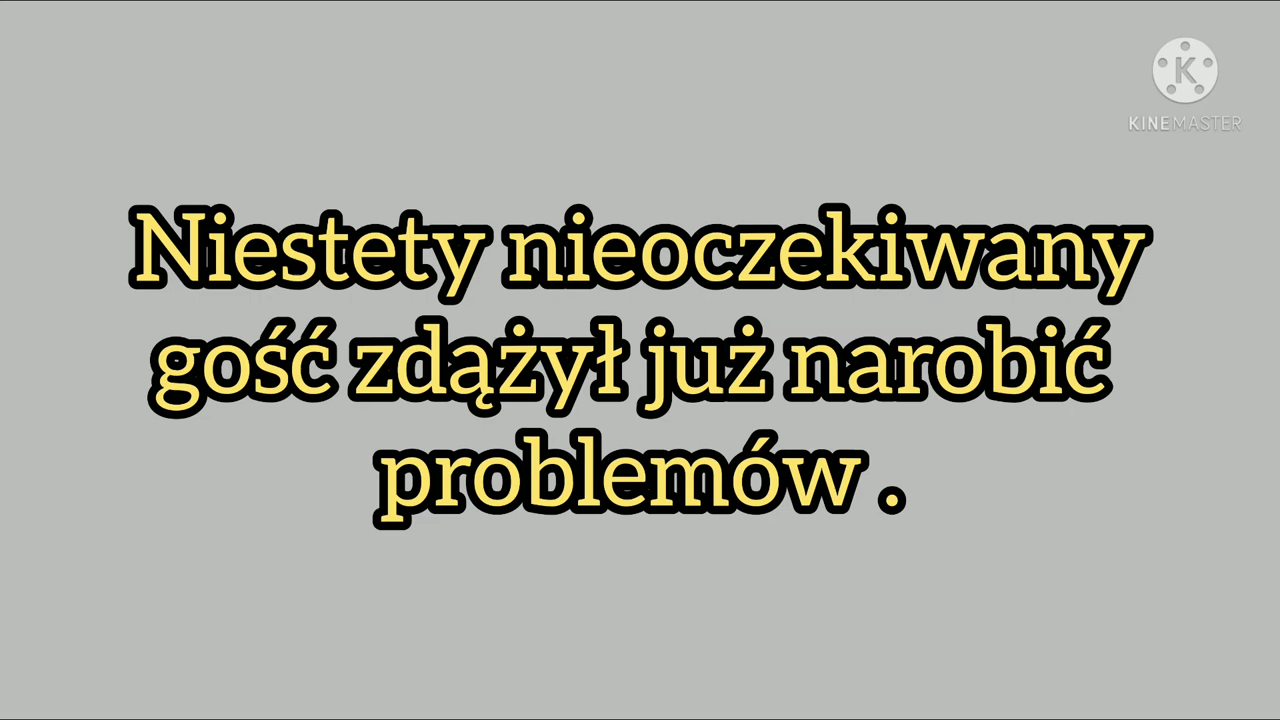 KINEMASTER
Niestety nieoczekiwany
gość zdążył już narobić
problemów .